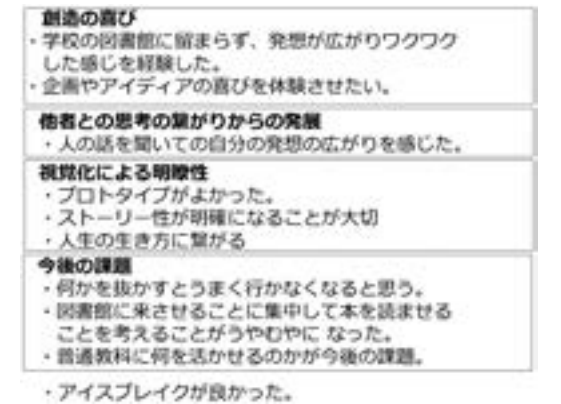 創造の喜び
・学校の図書館に留まらず、発想が広がりワクワク
した感じを経験した。
・企画やアイディアの喜びを体験させたい。
他者との思考の繋がりからの発展
・人の話を聞いての自分の発想の広がりを感じた。
視覚化による明瞭性
・プロトタイプがよかった。
・ストーリー性が明確になることが大切
・人生の生き方に繋がる
今後の課題
・何かを抜かすとうまく行かなくなると思う。
・図書館に来させることに集中して本を読ませる
ことを考えることがうやむやに なった。
・普通教科に何を活かせるのかが今後の課題。
・アイスブレイクが良かった。